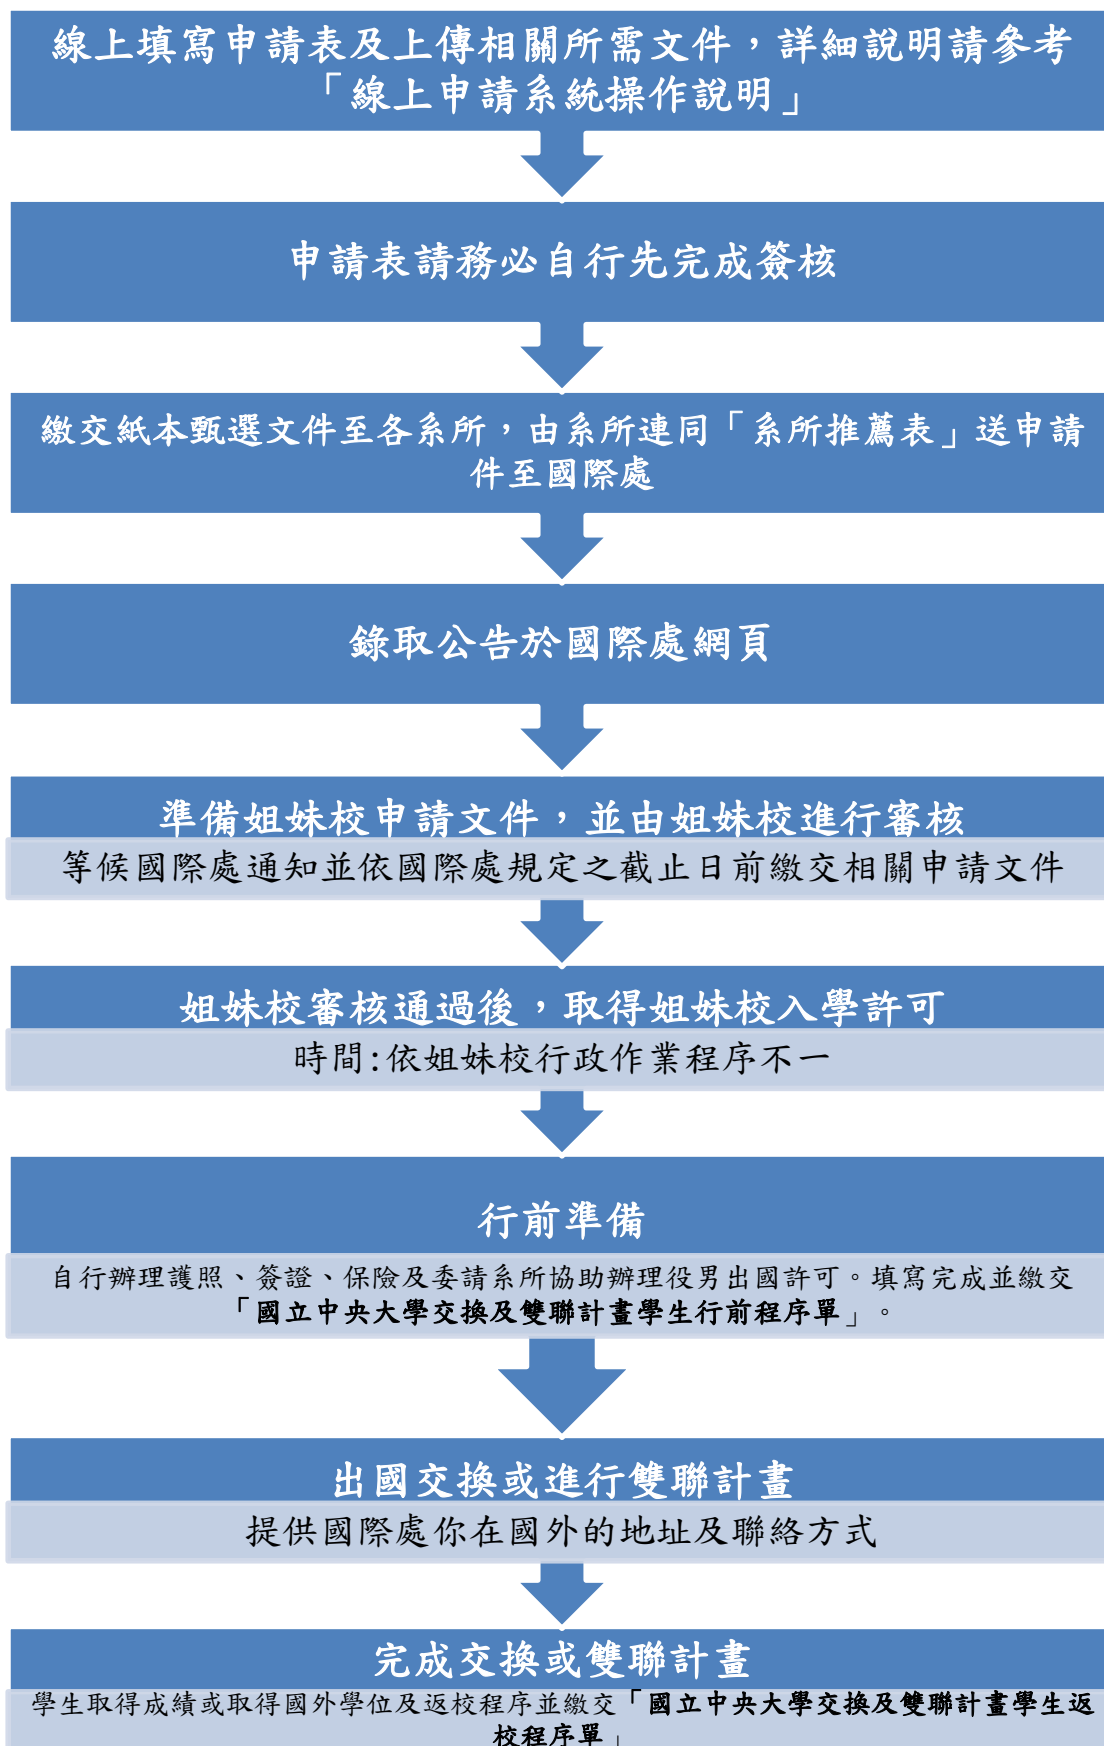 線上填寫申請表及上傳相關所需文件，詳細說明請參考
「線上申請系統操作說明」
申請表請務必自行先完成簽核
繳交紙本甄選文件至各系所，由系所連同「系所推薦表」送申請
件至國際處
錄取公告於國際處網頁
準備姐妹校申請文件，並由姐妹校進行審核
等候國際處通知並依國際處規定之截止日前繳交相關申請文件
姐妹校審核通過後，取得姐妹校入學許可
時間:依姐妹校行政作業程序不一
行前準備
自行辦理護照、簽證、保險及委請系所協助辦理役男出國許可。填寫完成並繳交
「國立中央大學交換及雙聯計畫學生行前程序單」。
出國交換或進行雙聯計畫
提供國際處你在國外的地址及聯絡方式
完成交換或雙聯計畫
學生取得成績或取得國外學位及返校程序並繳交「國立中央大學交換及雙聯計畫學生返
校程序單」